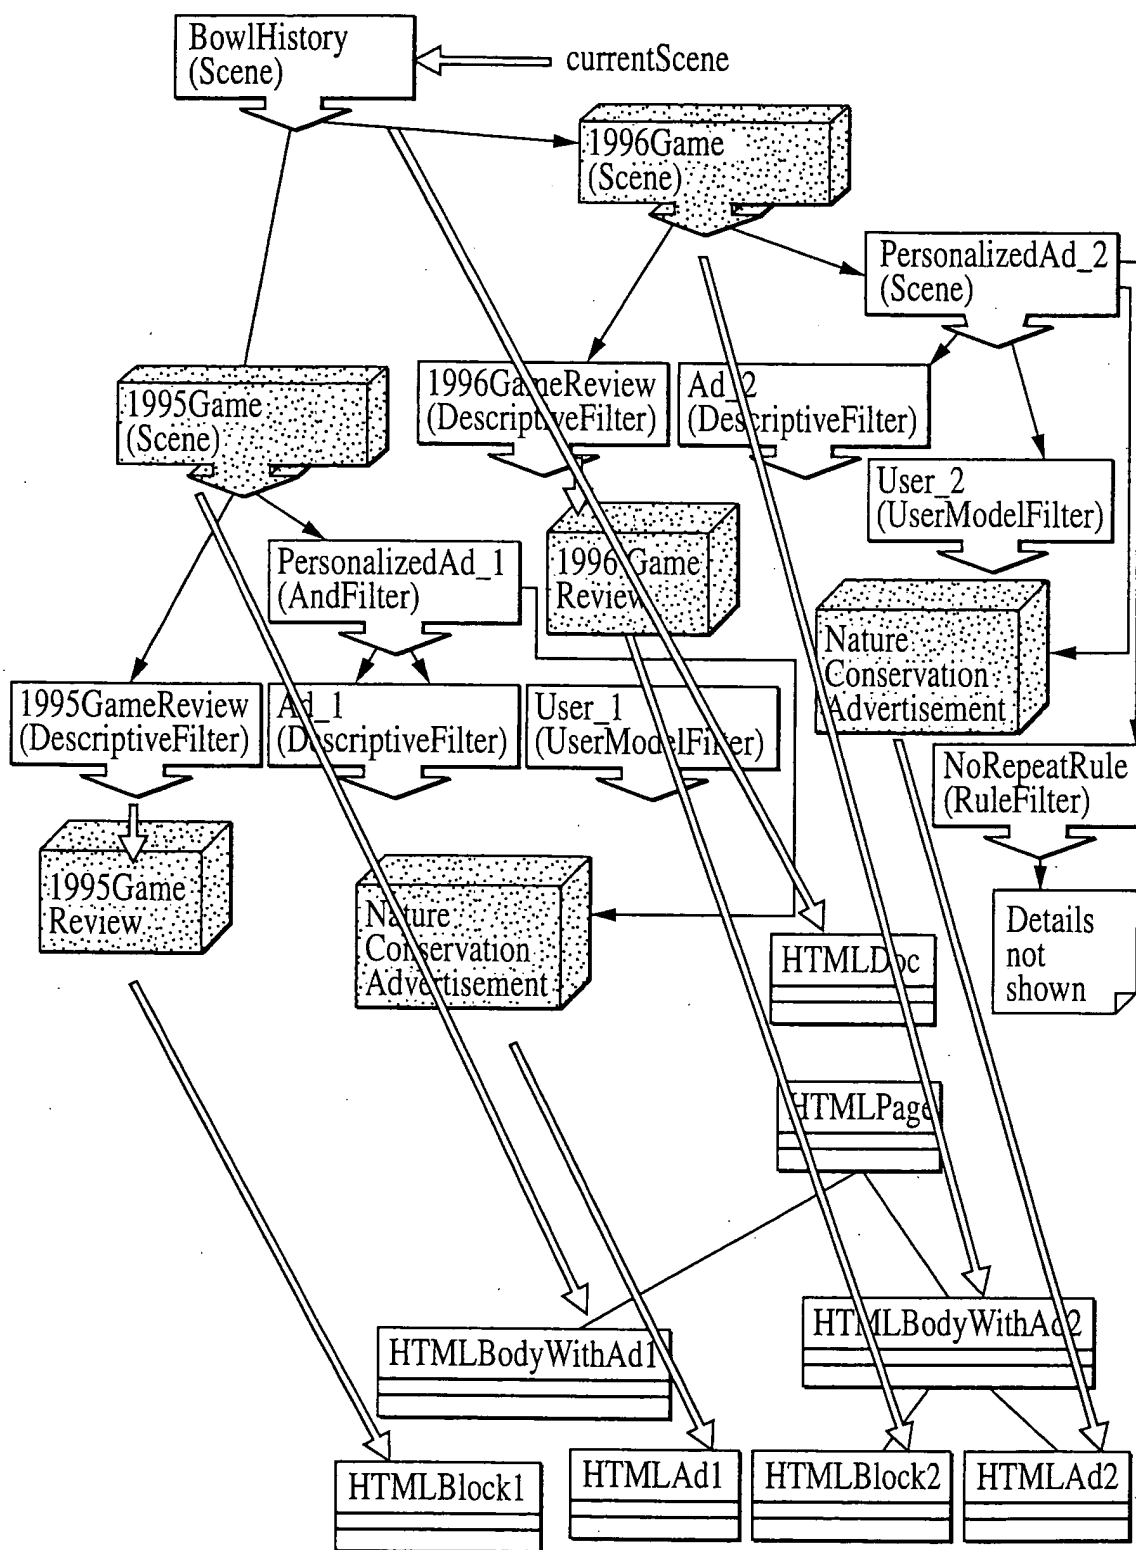 BowlHistory
(Scene)
currentScene
1996Game
(Scene)
PersonalizedAd_2
(Scene)
1995Game
(Scene)
1996GameReview
(DescriptiveFilter)
Ad_2
(DescriptiveFilter)
User_2
(UserModelFilter)
PersonalizedAd_1
(AndFilter)
1996 Game
Review
Nature
Conservation
Advertisement
1995GameReview
(DescriptiveFilter)
Ad_1
(DescriptiveFilter)
User_1
(UserModelFilter)
NoRepeatRule
(RuleFilter)
1995Game
Review
Nature
Conservation
Advertisement
Details
not
shown
HTMLDoc
HTMLPage
HTMLBodyWithAd1
HTMLBodyWithAd2
HTMLBlock1
HTMLAd1
HTMLBlock2
HTMLAd2